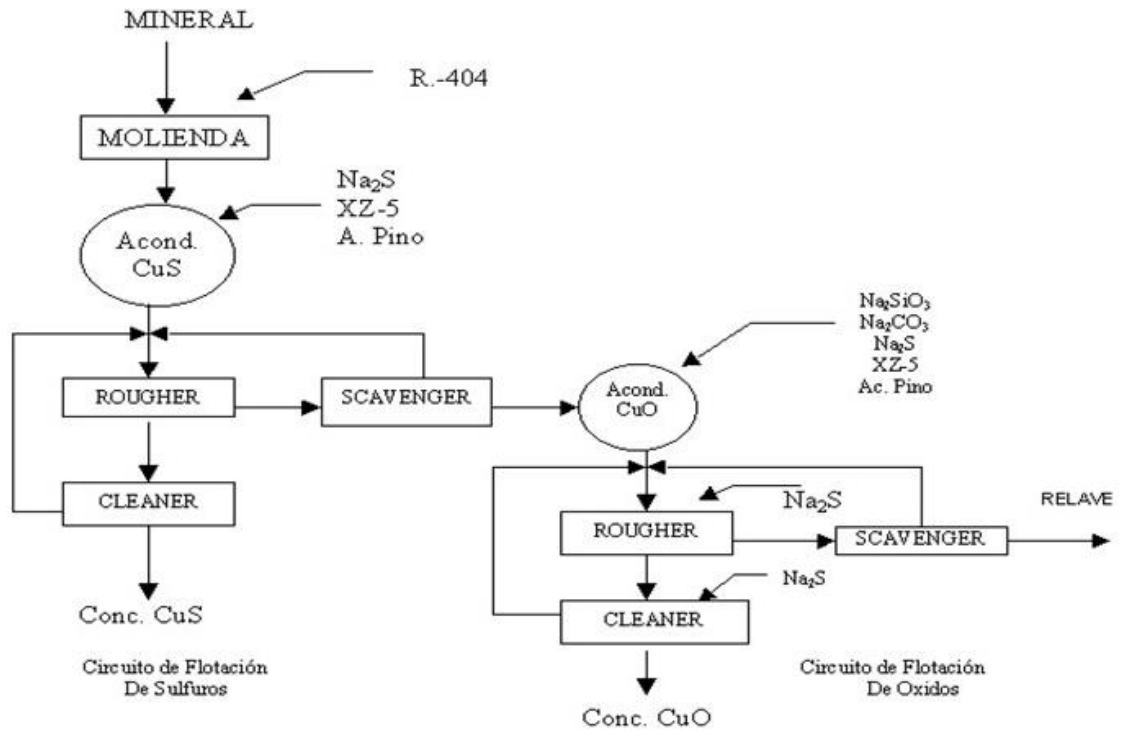 MINERAL
R.-404
MOLIENDA
Na₂S
XZ-5
A. Pino
Acond.
CuS
Na₂SiO₃
Na₂CO₃
Na₂S
XZ-5
Ac. Pino
ROUGHER
SCAVENGER
Acond.
CuO
CLEANER
Na₂S
RELAVE
ROUGHER
SCAVENGER
Na₂S
CLEANER
Conc. CuS
Circuito de Flotación
De Sulfuros
Circuito de Flotación
De Oxidos
Conc. CuO